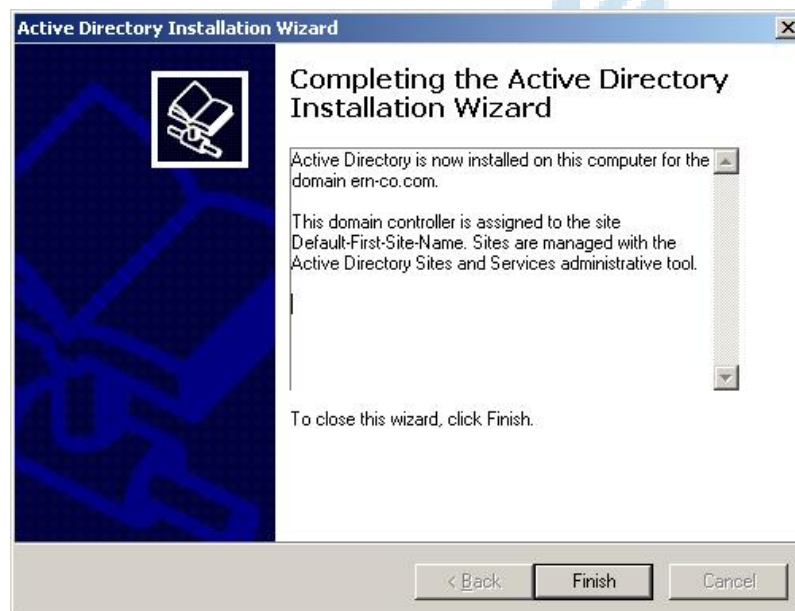 Active Directory Installation Wizard
Completing the Active Directory
Installation Wizard
Active Directory is now installed on this computer for the
domain ern-co.com.
This domain controller is assigned to the site
Default-First-Site-Name. Sites are managed with the
Active Directory Sites and Services administrative tool.
To close this wizard, click Finish.
< Back
Finish
Cancel